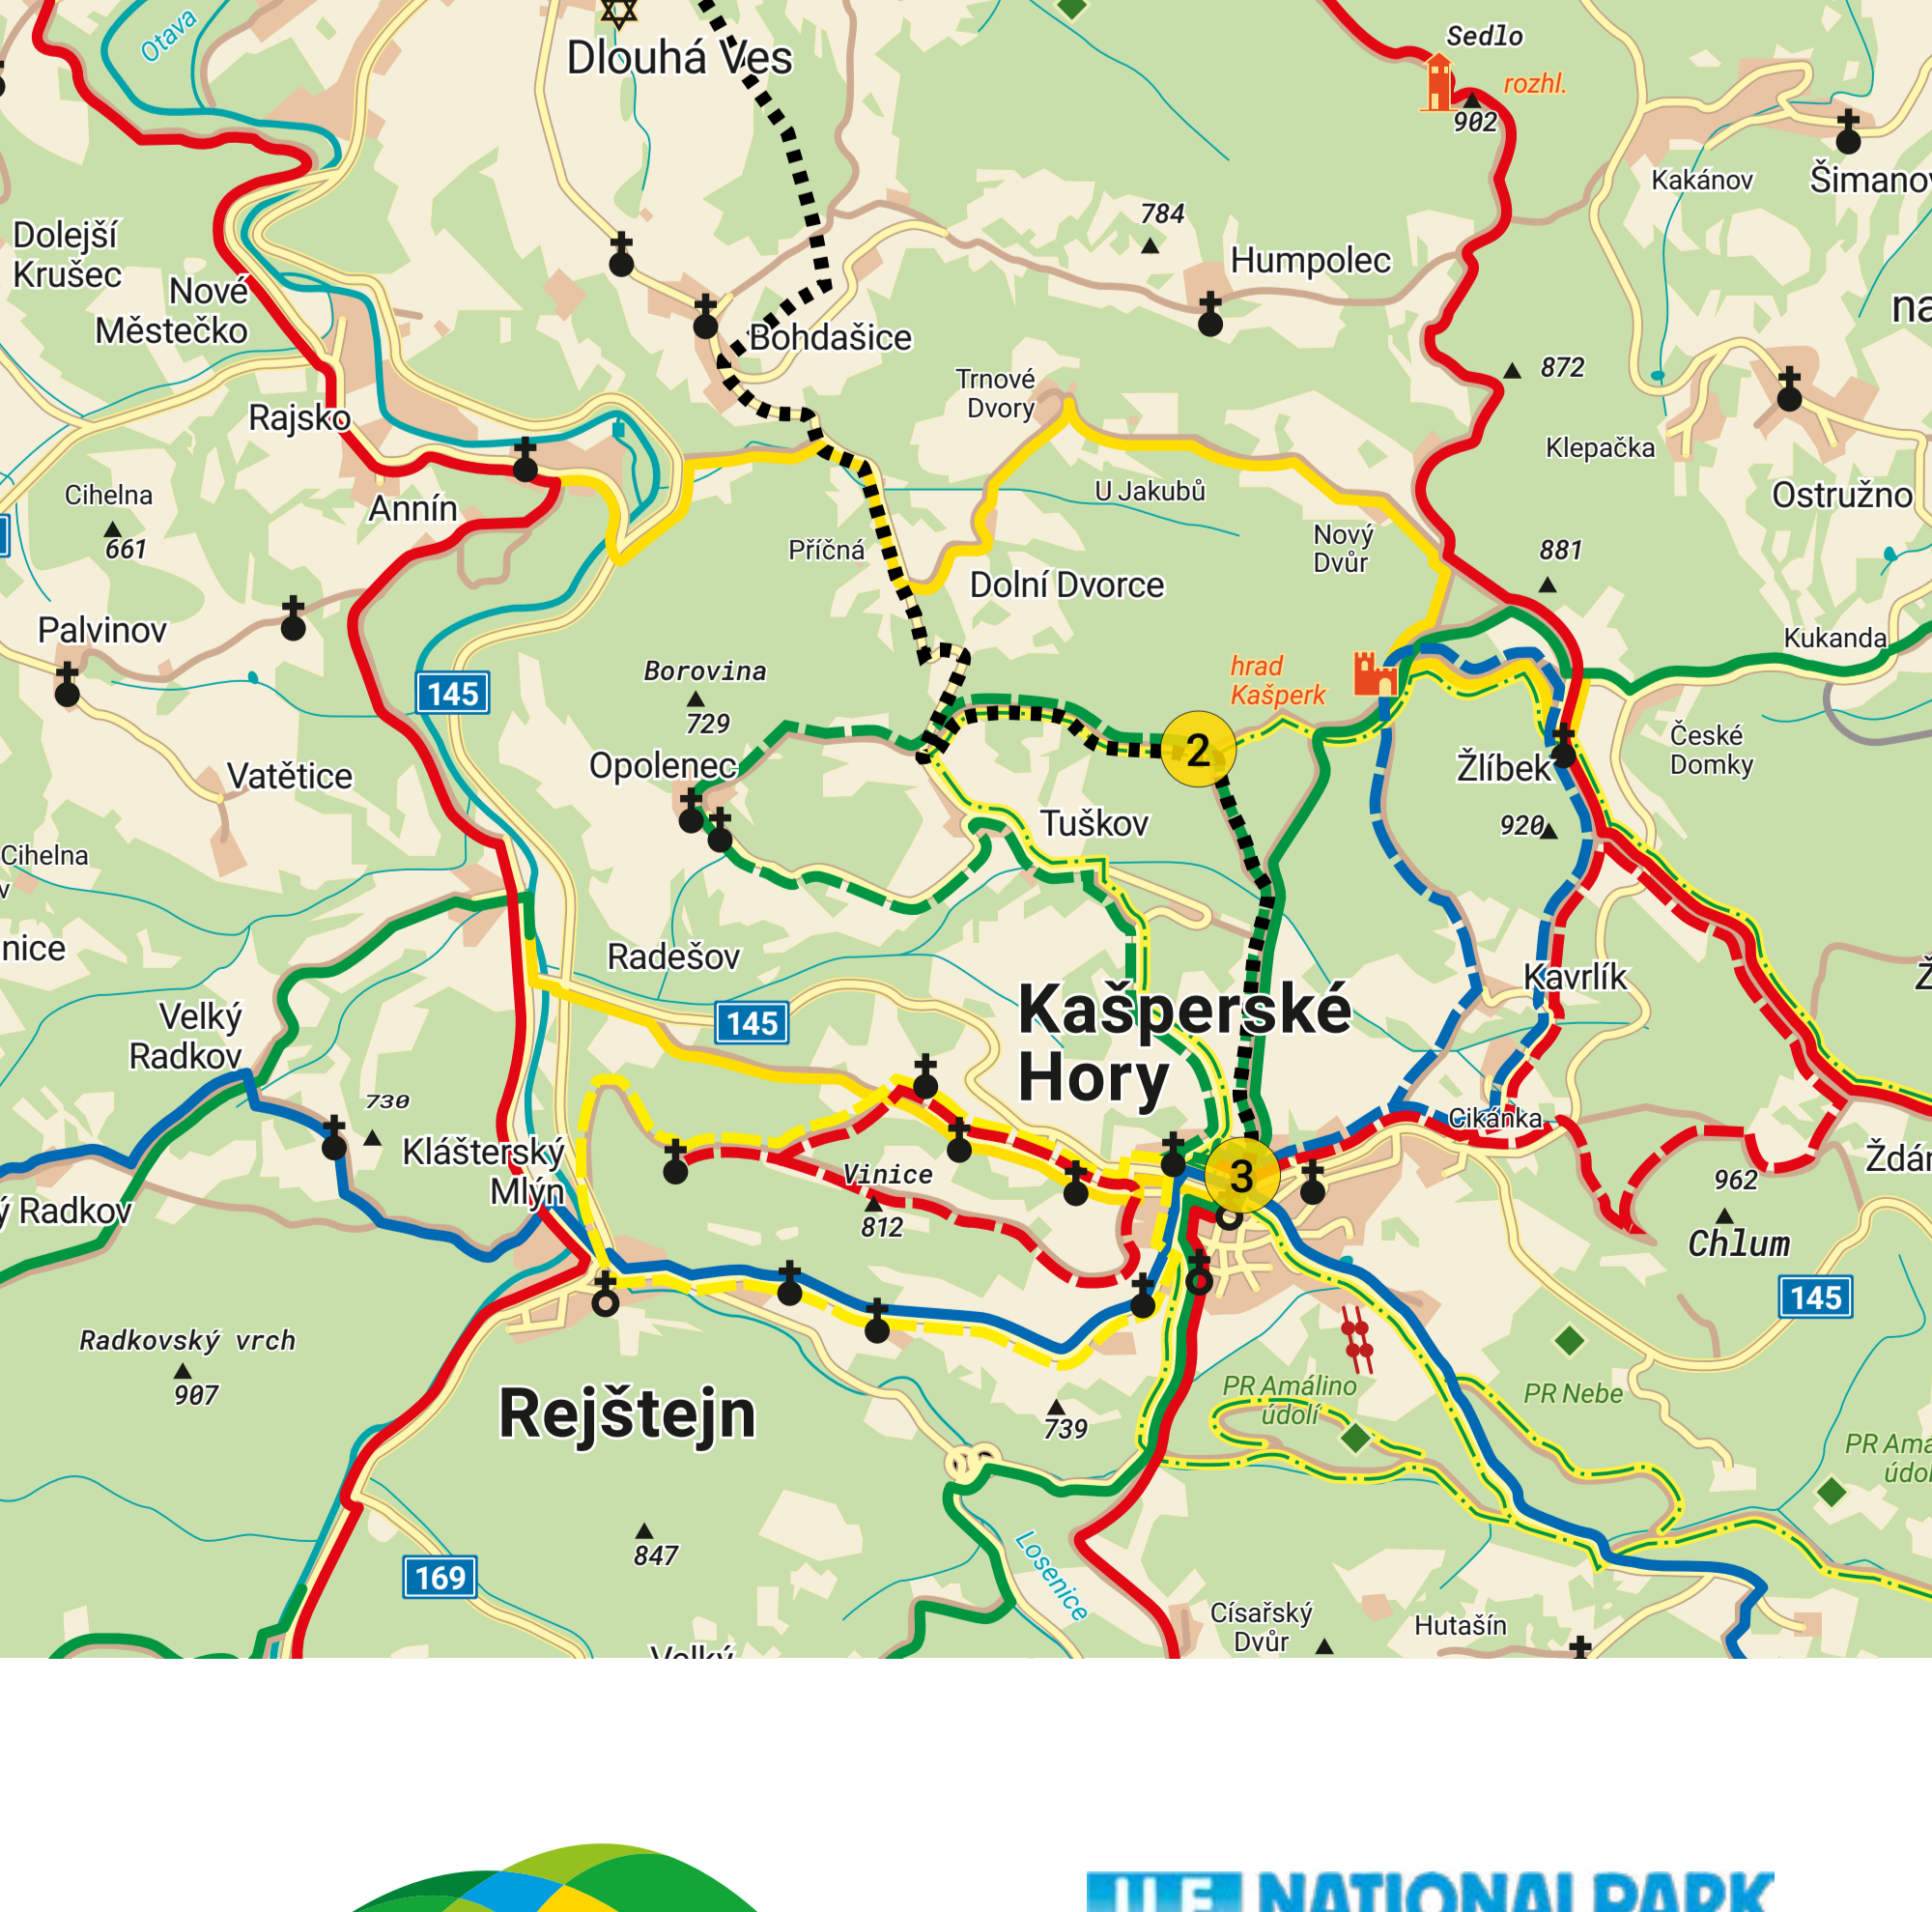 Otava
Dlouhá Ves
Sedlo
rozhl.
902
Kakánov
784
Humpolec
Dolejší
Krušec
Nové
Městečko
Bohdašice
872
Trnové
Dvory
Rajsko
Klepačka
Cihelna
661
Annín
U Jakubů
Ostružno
Příčná
Nový
Dvůr
881
Dolní Dvorce
Palvinov
Kukanda
145
Borovina
729
hrad
Kašperk
2
České
Domky
Opolenec
Vatětice
Žlíbek
Tuškov
920
Cihelna
Radešov
Kavrlík
Velký
Radkov
145
Kašperské
Hory
730
Cikánka
Klášterský
Mlýn
Vinice
812
3
962
Chlum
145
Radkovský vrch
907
Rejštejn
739
PR Amálino
údolí
PR Nebe
847
169
Losenice
Císařský
Dvůr
Hutašín
NATIONAL PARK